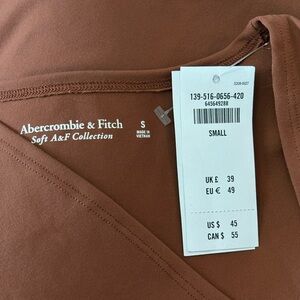 Abercrombie & Fitch
Soft A&F Collection
S
MADE IN
VIETNAM
139-516-0656-420
645649288
SMALL
UK £ 39
EU € 49
US $ 45
CAN $ 55